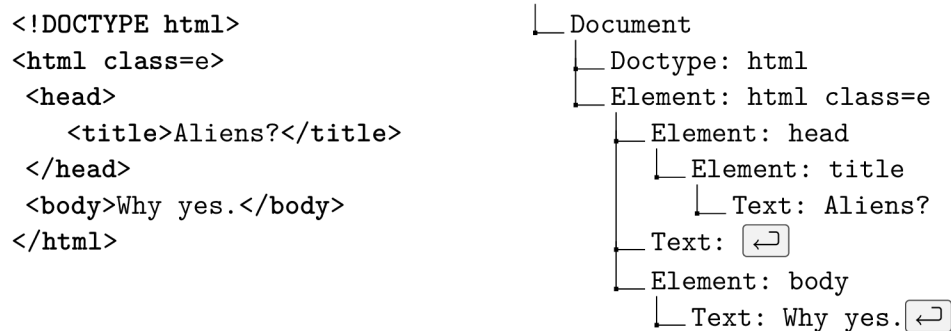 <!DOCTYPE html>
<html class=e>
<head>
<title>Aliens?</title>
</head>
<body>Why yes.</body>
</html>
Document
Doctype: html
Element: html class=e
Element: head
Element: title
Text: Aliens?
Text: ↵
Element: body
Text: Why yes.↵